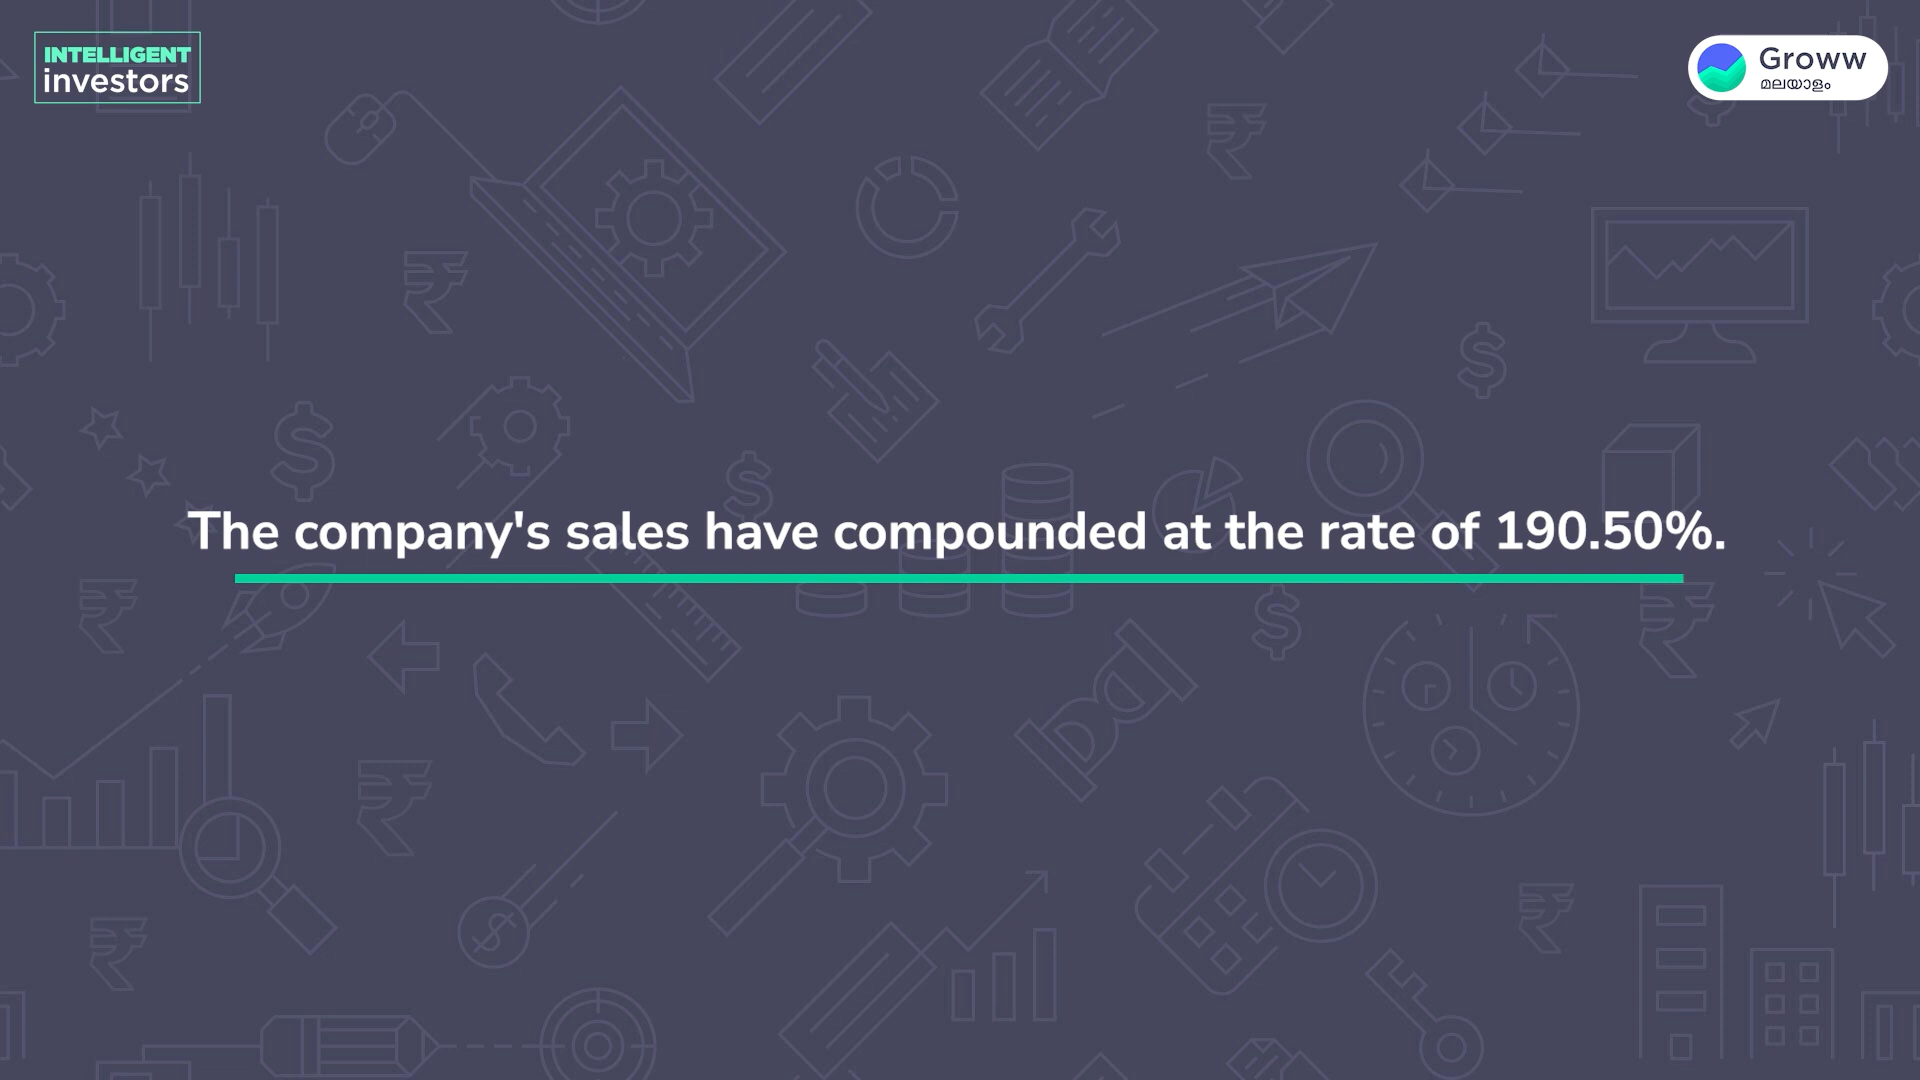 INTELLIGENT
investors
Groww
മലയാളം
The company's sales have compounded at the rate of 190.50%.